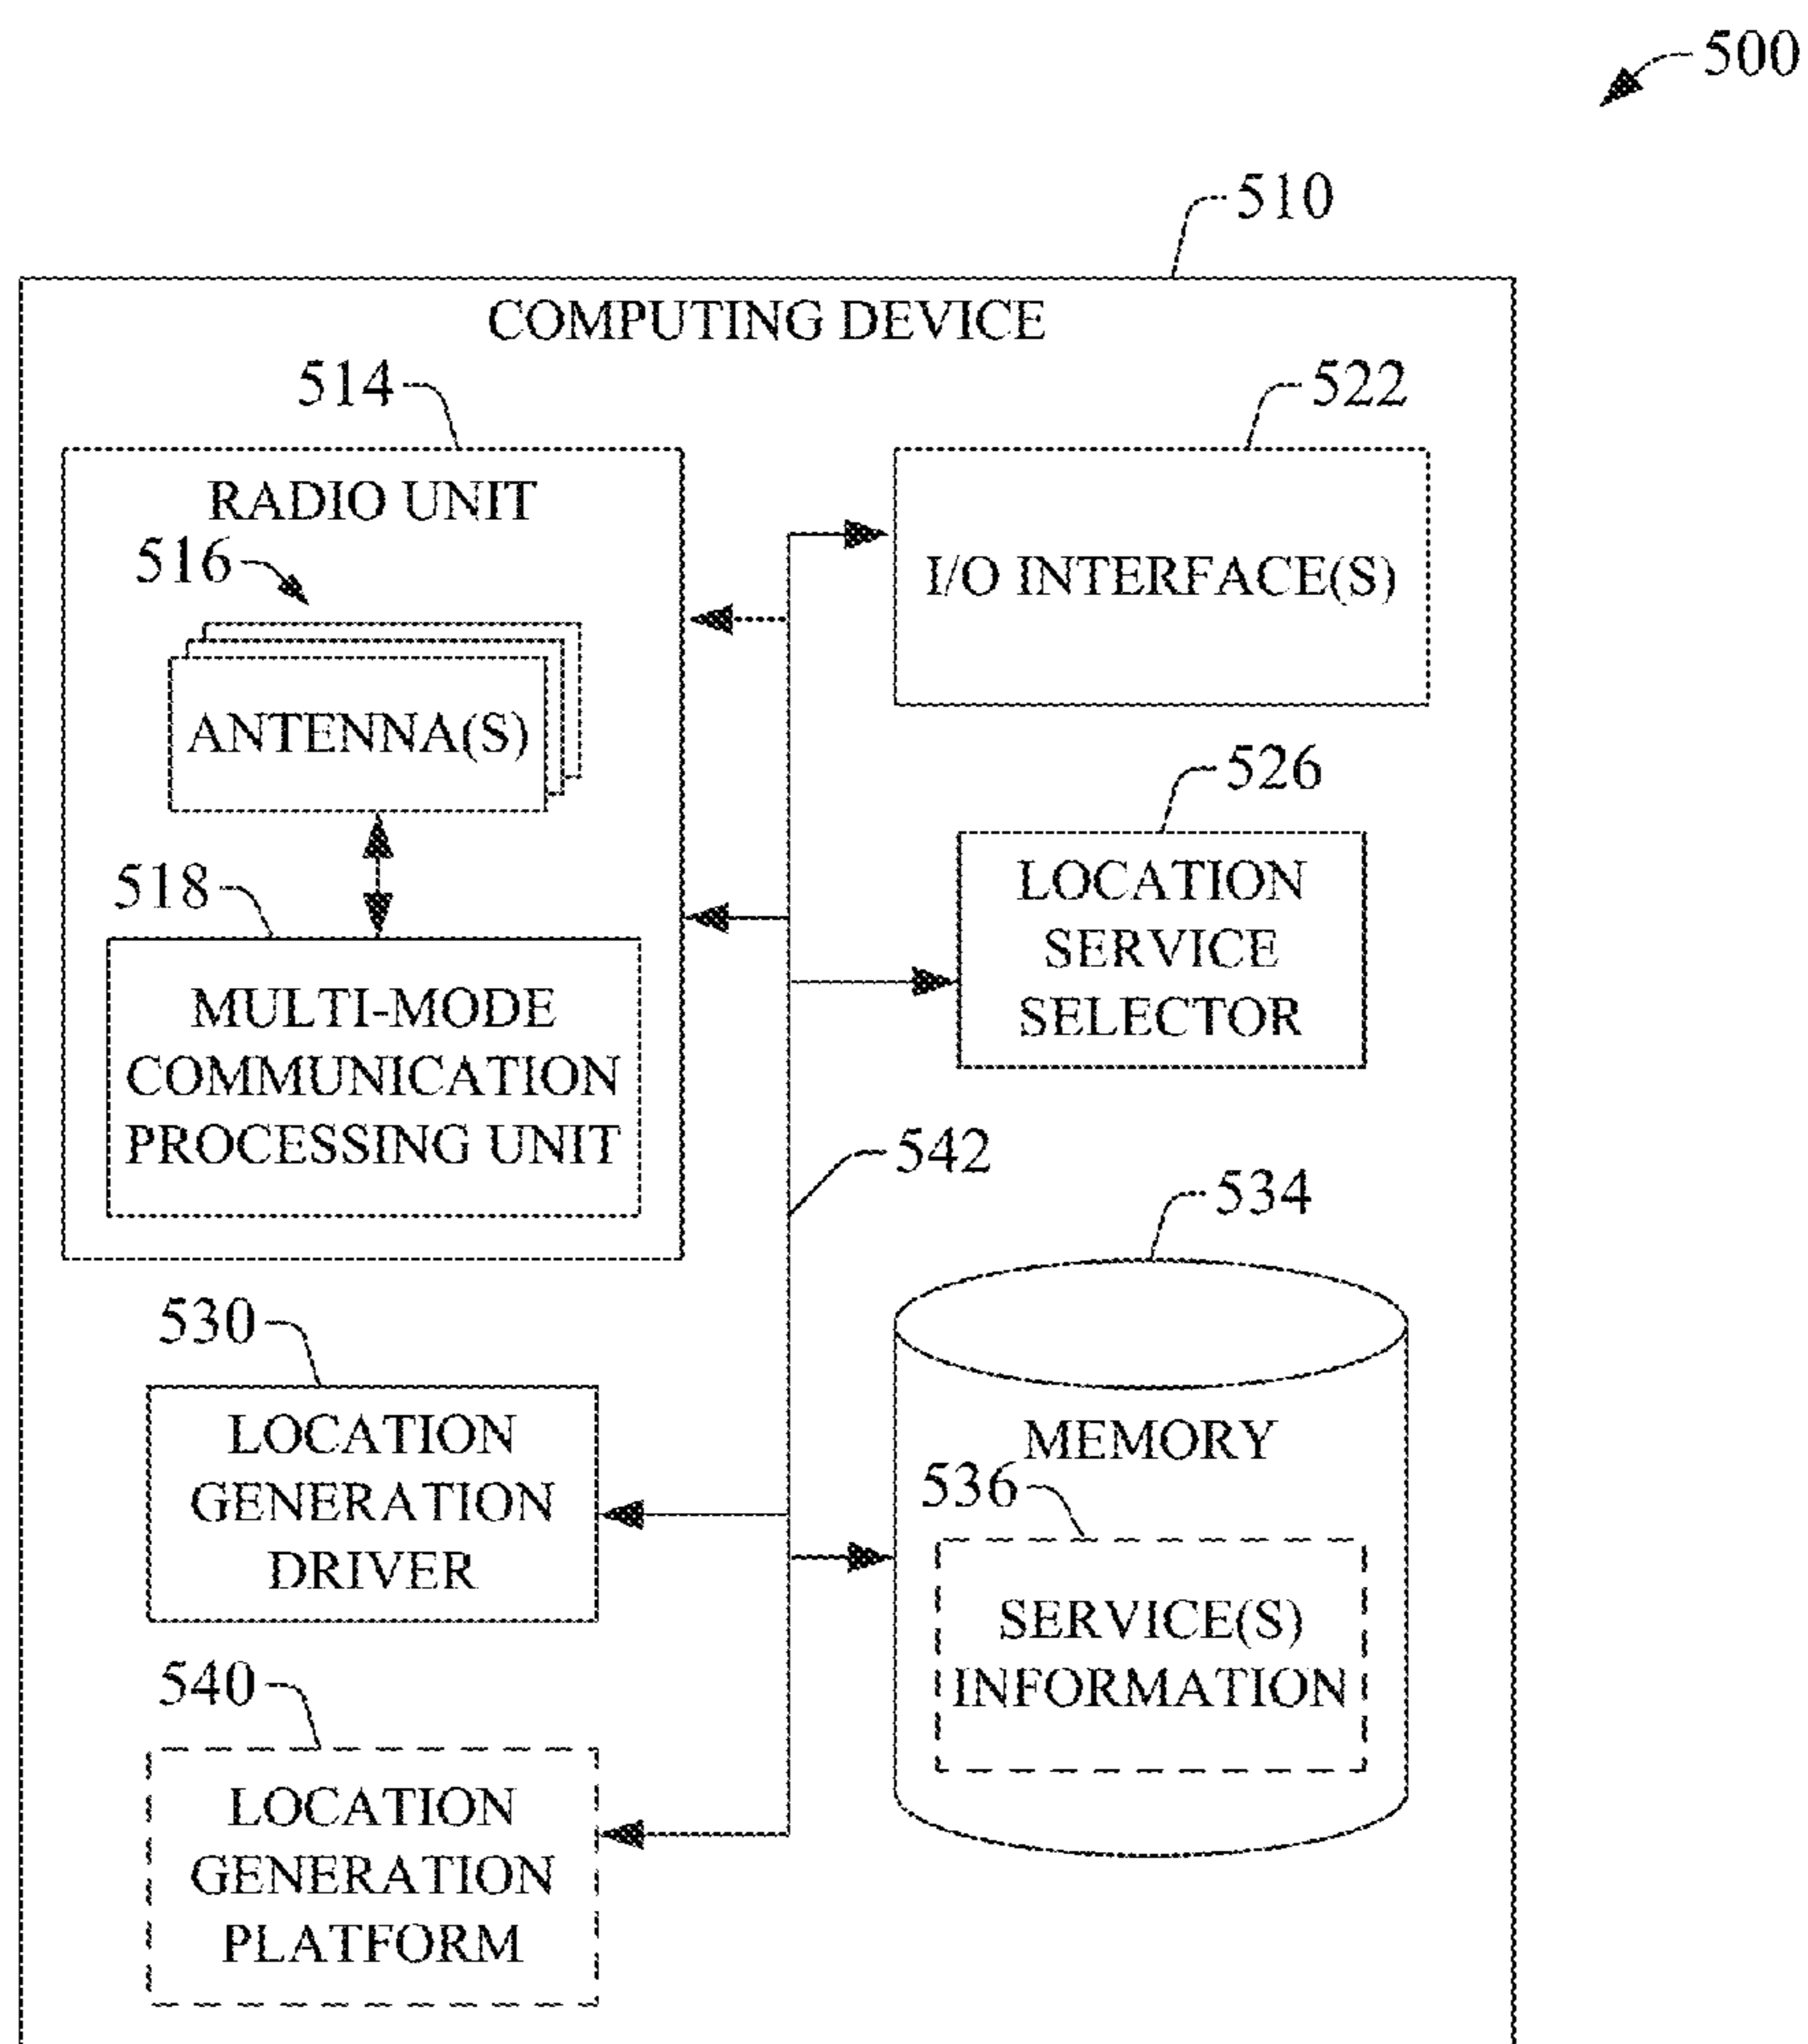 500
510
COMPUTING DEVICE
514
522
RADIO UNIT
516
I/O INTERFACE(S)
ANTENNA(S)
526
518
LOCATION
SERVICE
SELECTOR
MULTI-MODE
COMMUNICATION
PROCESSING UNIT
542
534
530
LOCATION
GENERATION
DRIVER
MEMORY
536
SERVICE(S)
INFORMATION
540
LOCATION
GENERATION
PLATFORM